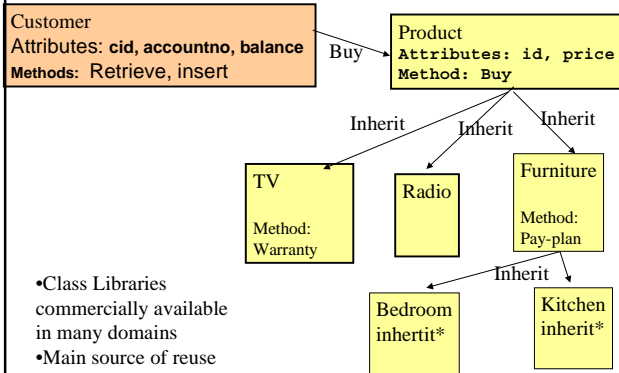 Customer
Attributes: cid, accountno, balance
Methods: Retrieve, insert
Buy
Product
Attributes: id, price
Method: Buy
Inherit
Inherit
Inherit
TV
Method:
Warranty
Radio
Furniture
Method:
Pay-plan
Inherit
•Class Libraries
commercially available
in many domains
•Main source of reuse
Bedroom
inhertit*
Kitchen
inherit*